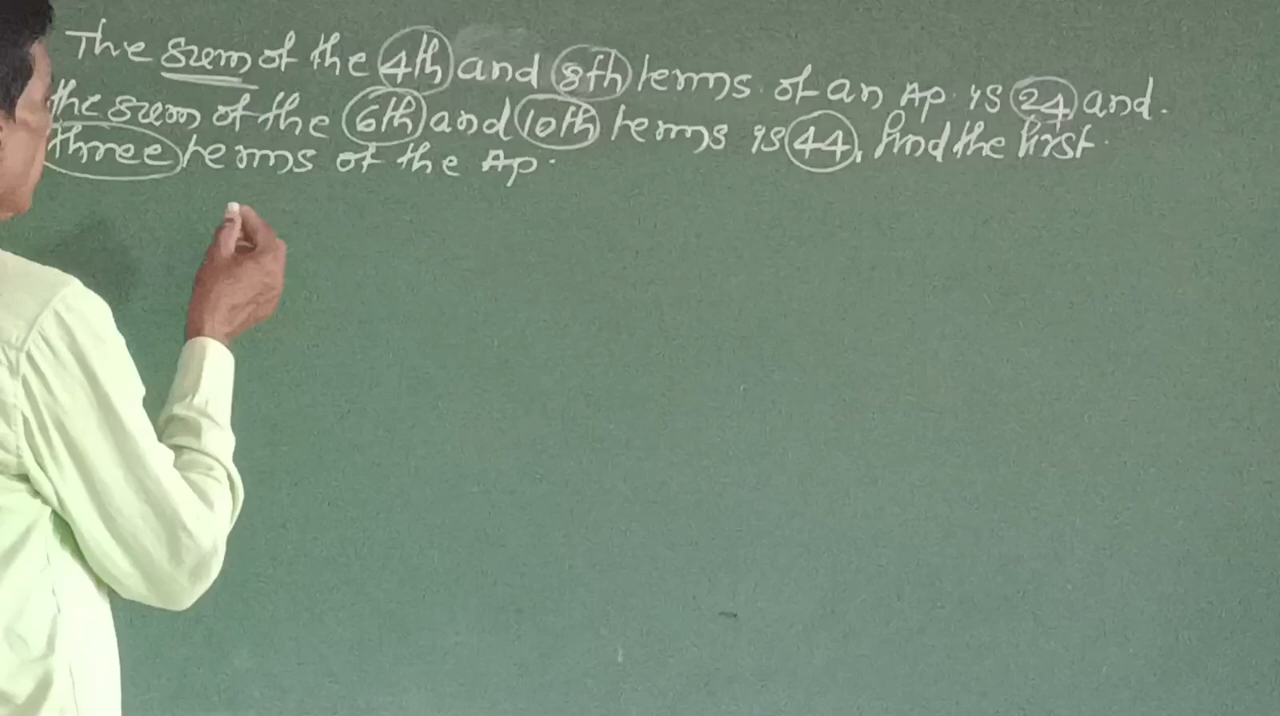 The sum of the 4th and 8th terms of an AP is 24 and.
the sum of the 6th and 10th terms is 44, find the first.
three terms of the AP.